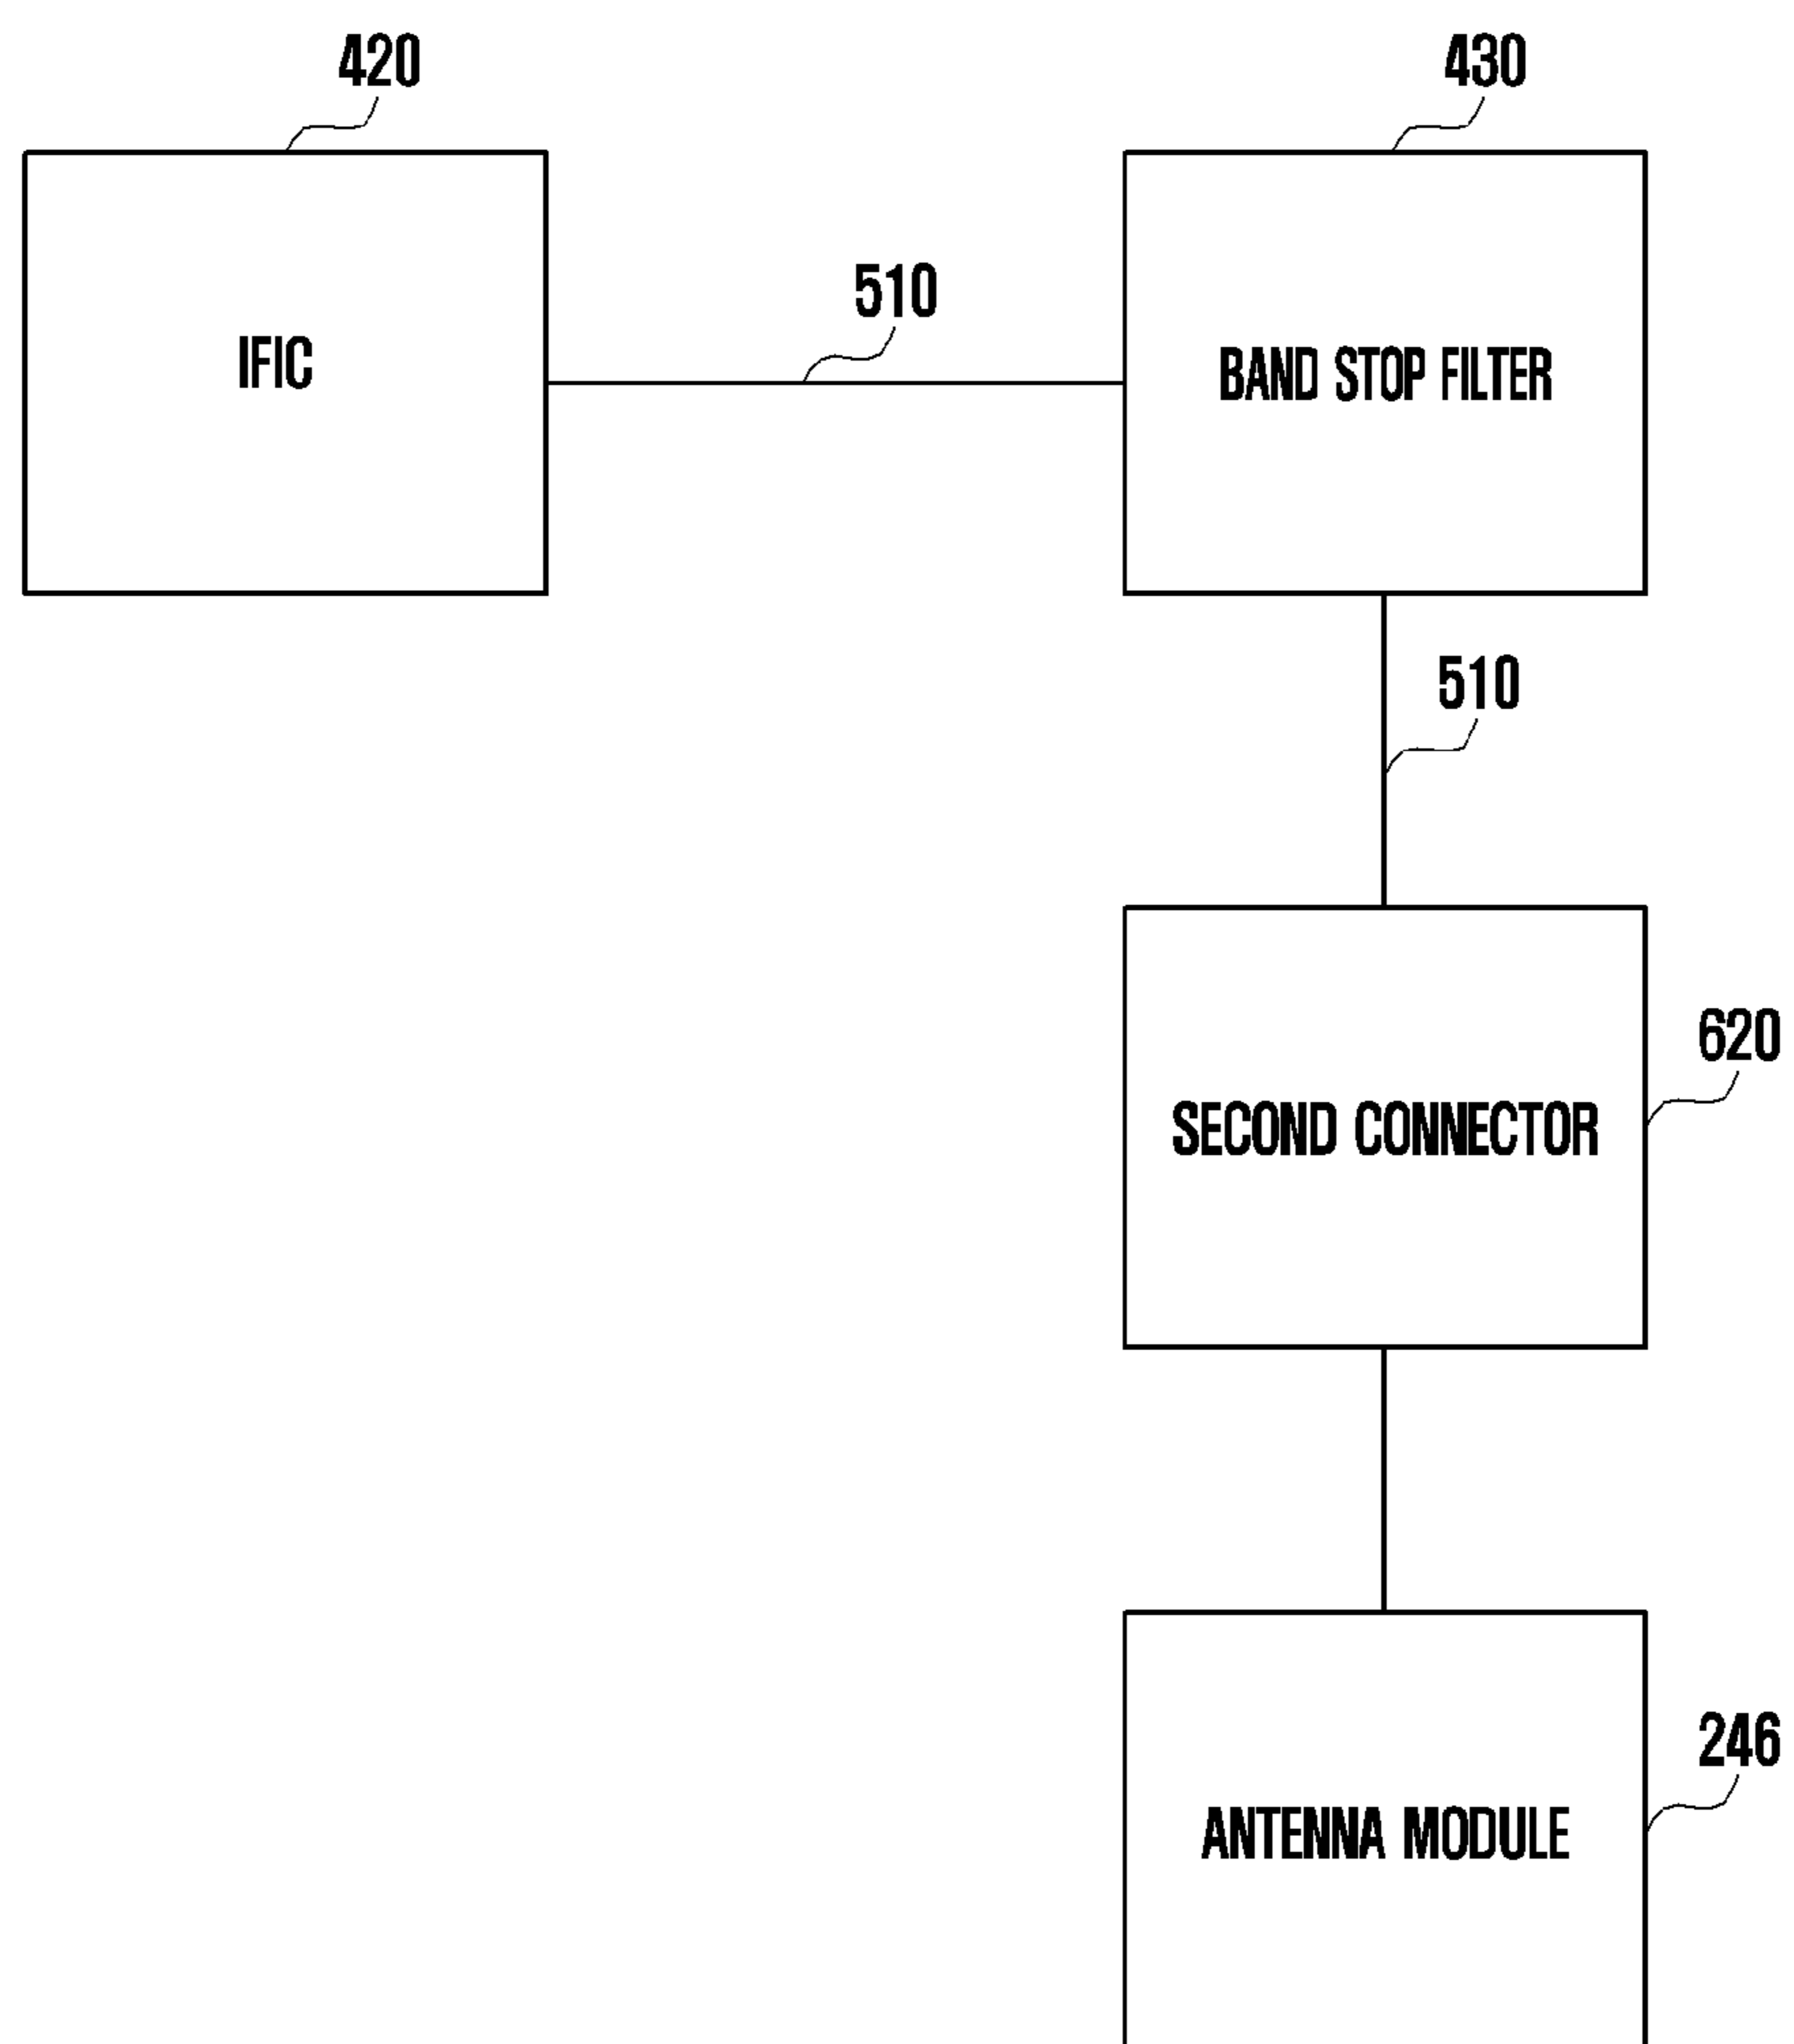 420
430
510
IFIC
BAND STOP FILTER
510
620
SECOND CONNECTOR
246
ANTENNA MODULE